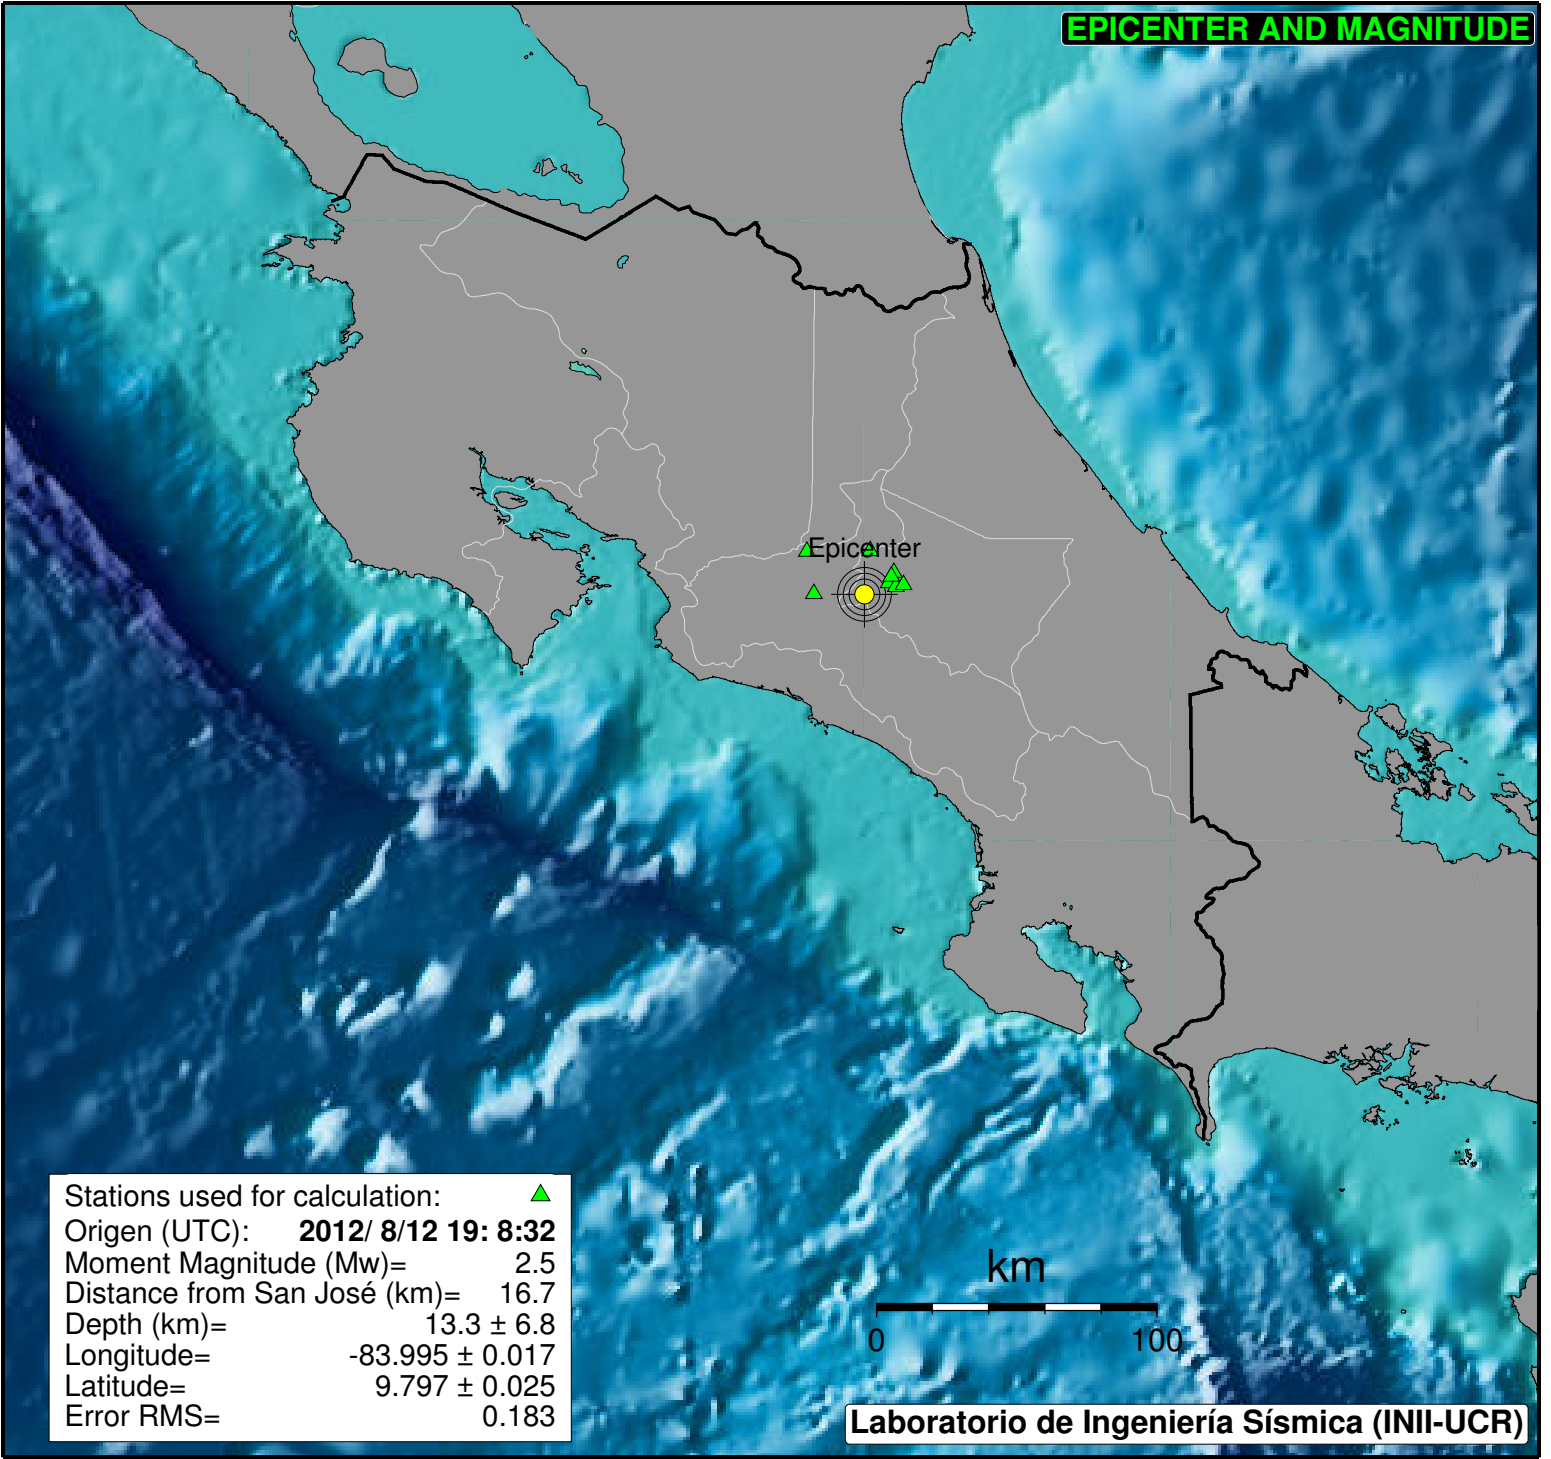 EPICENTER AND MAGNITUDE
Epicenter
Stations used for calculation:
Origen (UTC): 2012/ 8/12 19: 8:32
Moment Magnitude (Mw)= 2.5
Distance from San José (km)= 16.7
Depth (km)= 13.3 ± 6.8
Longitude= -83.995 ± 0.017
Latitude= 9.797 ± 0.025
Error RMS= 0.183
km
0 100
Laboratorio de Ingeniería Sísmica (INII-UCR)